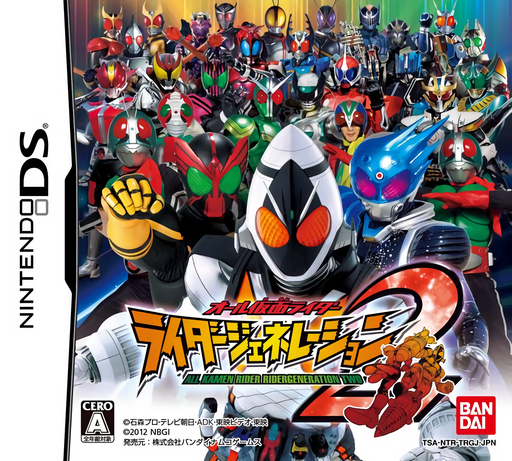 NINTENDO DS®
オール仮面ライダー
ライダージェネレーション2
ALL KAMEN RIDER RIDERGENERATION TWO
CERO
A
全年齢対象
©石森プロ・テレビ朝日・ADK・東映ビデオ・東映
©2012 NBGI
発売元：株式会社バンダイナムコゲームス
BAN
DAI
TSA-NTR-TRGJ-JPN